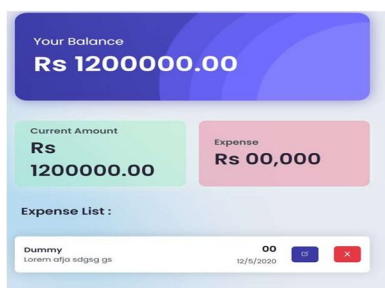 Your Balance
Rs 1200000.00
Current Amount
Rs
1200000.00
Expense
Rs 00,000
Expense List :
Dummy
Lorem afja sdgsg gs
00
12/5/2020